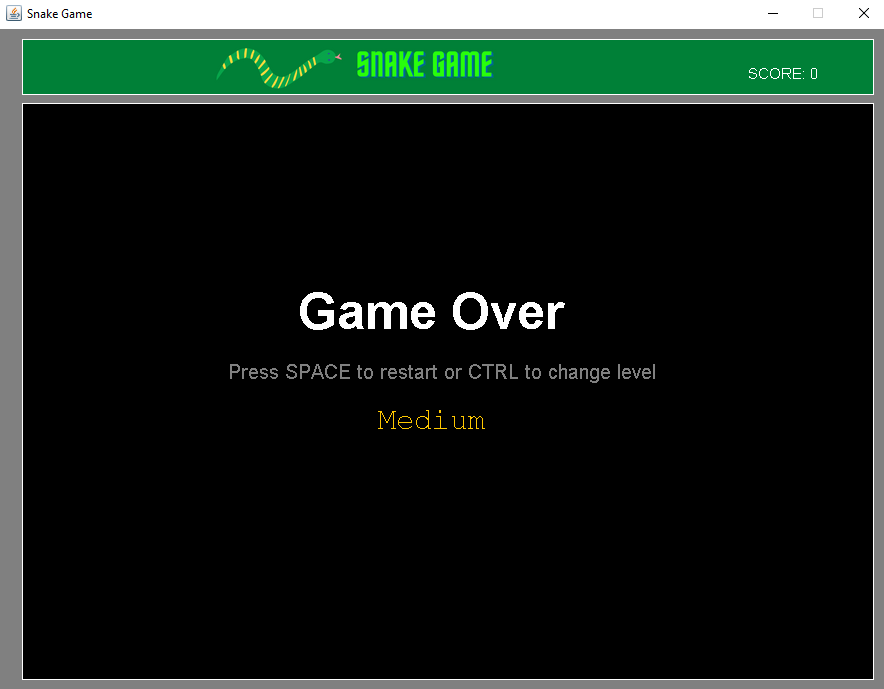 Snake Game
SNAKE GAME
SCORE: 0
Game Over
Press SPACE to restart or CTRL to change level
Medium